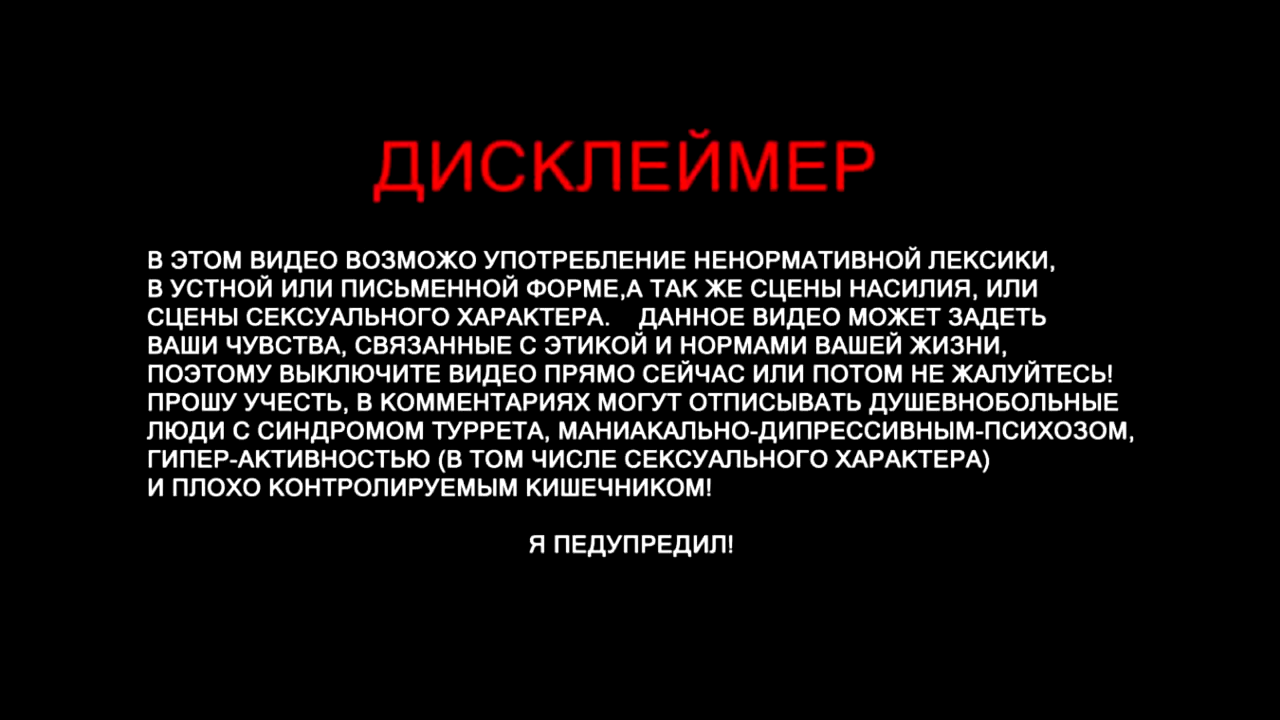 ДИСКЛЕЙМЕР
В ЭТОМ ВИДЕО ВОЗМОЖО УПОТРЕБЛЕНИЕ НЕНОРМАТИВНОЙ ЛЕКСИКИ,
В УСТНОЙ ИЛИ ПИСЬМЕННОЙ ФОРМЕ,А ТАК ЖЕ СЦЕНЫ НАСИЛИЯ, ИЛИ
СЦЕНЫ СЕКСУАЛЬНОГО ХАРАКТЕРА. ДАННОЕ ВИДЕО МОЖЕТ ЗАДЕТЬ
ВАШИ ЧУВСТВА, СВЯЗАННЫЕ С ЭТИКОЙ И НОРМАМИ ВАШЕЙ ЖИЗНИ,
ПОЭТОМУ ВЫКЛЮЧИТЕ ВИДЕО ПРЯМО СЕЙЧАС ИЛИ ПОТОМ НЕ ЖАЛУЙТЕСЬ!
ПРОШУ УЧЕСТЬ, В КОММЕНТАРИЯХ МОГУТ ОТПИСЫВАТЬ ДУШЕВНОБОЛЬНЫЕ
ЛЮДИ С СИНДРОМОМ ТУРРЕТА, МАНИАКАЛЬНО-ДИПРЕССИВНЫМ-ПСИХОЗОМ,
ГИПЕР-АКТИВНОСТЬЮ (В ТОМ ЧИСЛЕ СЕКСУАЛЬНОГО ХАРАКТЕРА)
И ПЛОХО КОНТРОЛИРУЕМЫМ КИШЕЧНИКОМ!
Я ПЕДУПРЕДИЛ!